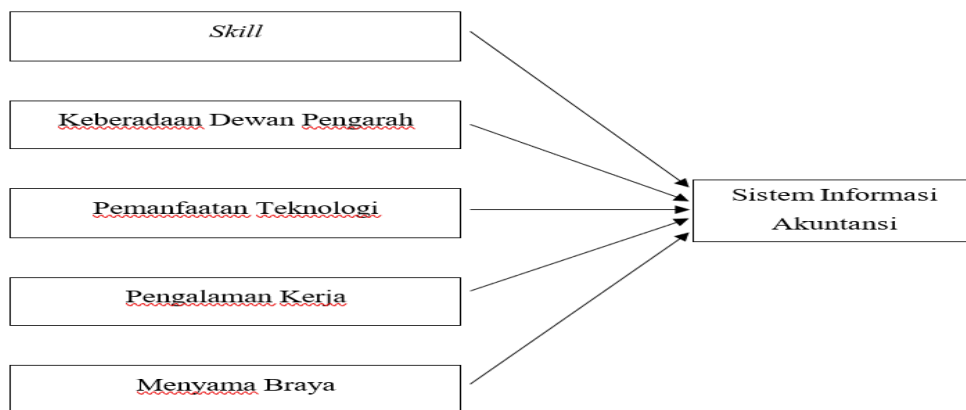 Skill
Keberadaan Dewan Pengarah
Pemanfaatan Teknologi
Sistem Informasi
Akuntansi
Pengalaman Kerja
Menyama Braya